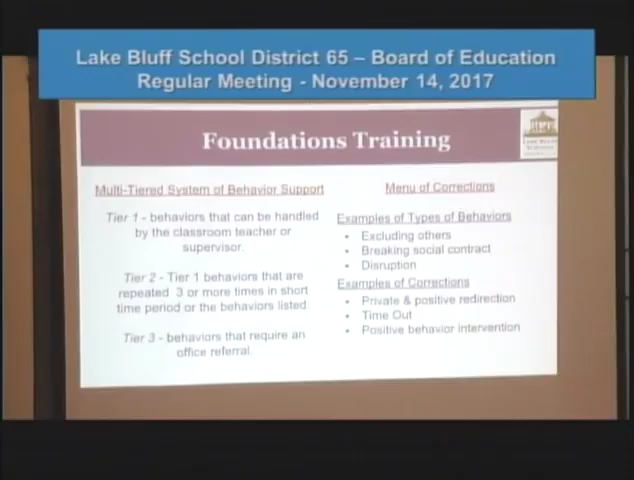 Lake Bluff School District 65 – Board of Education
Regular Meeting - November 14, 2017
Foundations Training
Multi-Tiered System of Behavior Support
Tier 1 - behaviors that can be handled
by the classroom teacher or
supervisor.
Tier 2 - Tier 1 behaviors that are
repeated 3 or more times in short
time period or the behaviors listed.
Tier 3 - behaviors that require an
office referral.
Menu of Corrections
Examples of Types of Behaviors
• Excluding others
• Breaking social contract
• Disruption
Examples of Corrections
• Private & positive redirection
• Time Out
• Positive behavior intervention